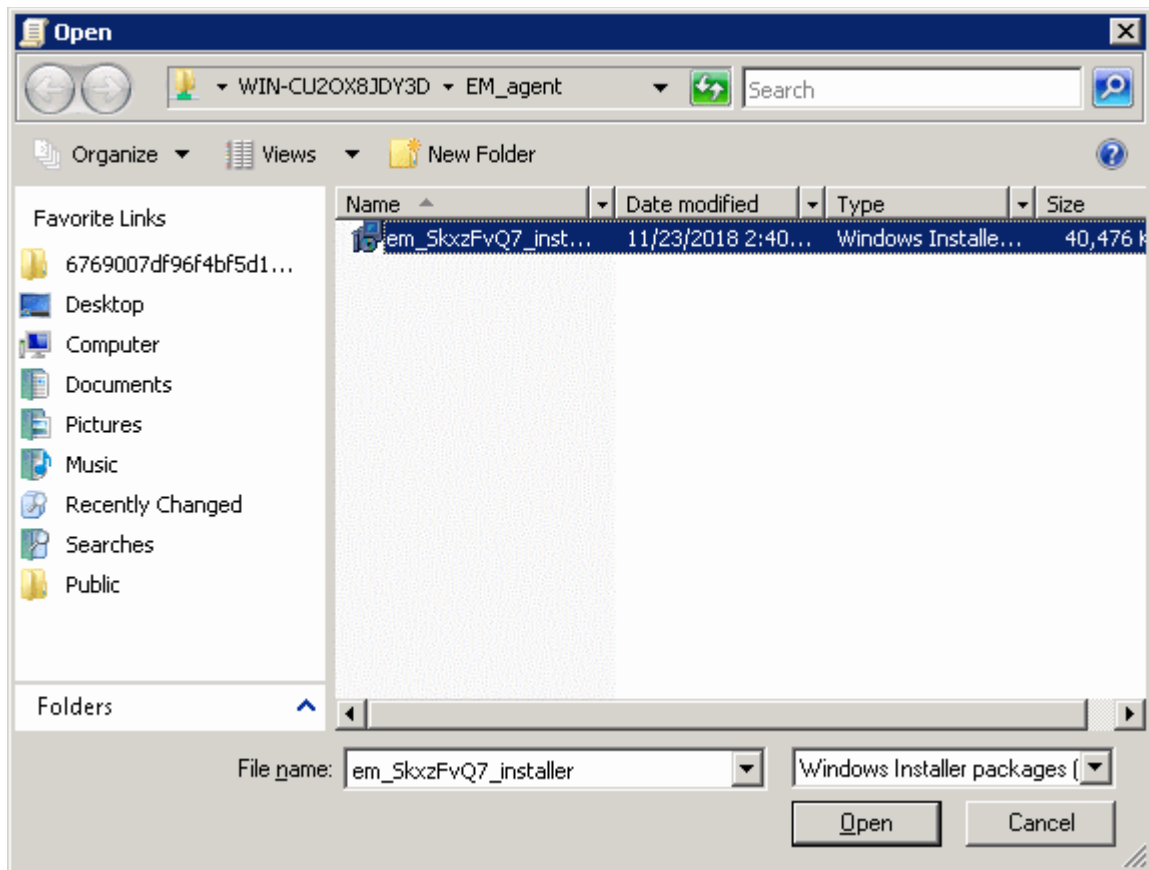 Open
WIN-CU2OX8JDY3D EM_agent Search
Organize Views New Folder
Favorite Links
6769007df96f4bf5d1...
Desktop
Computer
Documents
Pictures
Music
Recently Changed
Searches
Public
Folders
Name Date modified Type Size
em_SkxzFvQ7_inst... 11/23/2018 2:40... Windows Installe... 40,476 K
File name: em_SkxzFvQ7_installer Windows Installer packages (
Open Cancel